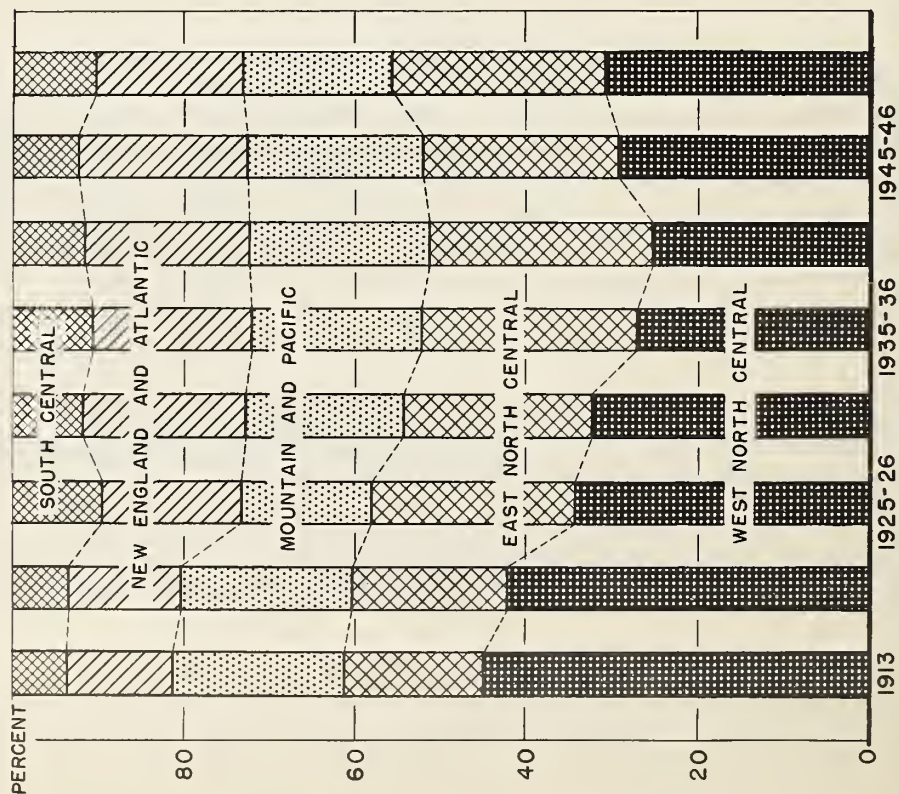 PERCENT
SOUTH CENTRAL
NEW ENGLAND AND ATLANTIC
80
MOUNTAIN AND PACIFIC
60
EAST NORTH CENTRAL
40
WEST NORTH CENTRAL
20
0
1913
1925-26
1935-36
1945-46